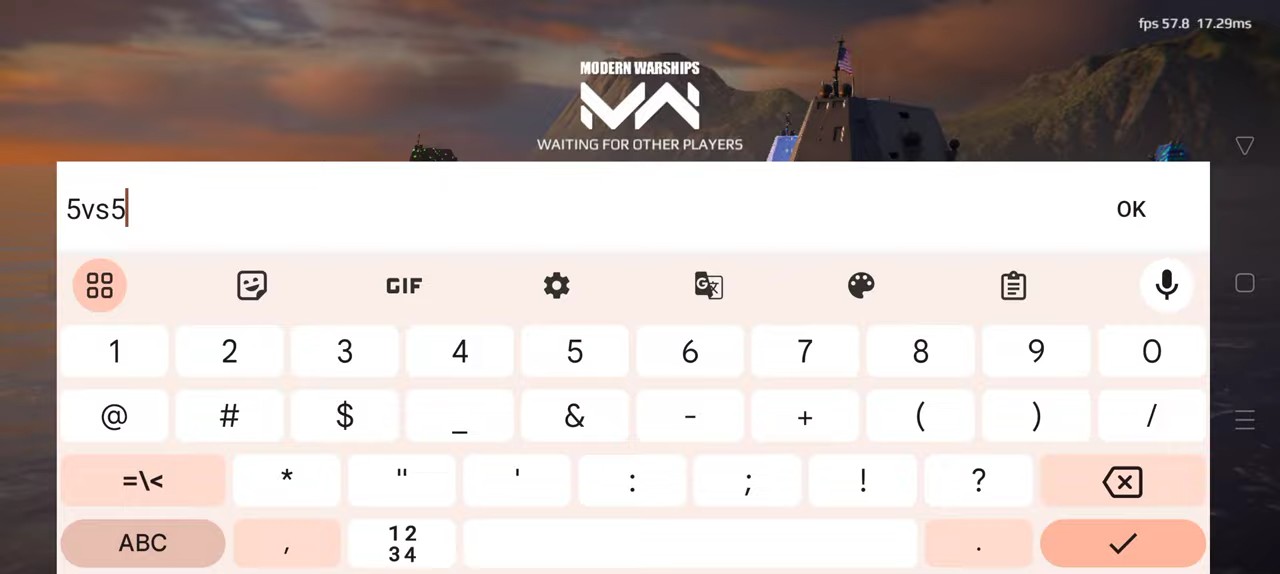 fps 57.8 17.29ms
MODERN WARSHIPS
WAITING FOR OTHER PLAYERS
5vs5
OK
GIF
1 2 3 4 5 6 7 8 9 0
@ # $ _ & - + ( ) /
=\< * " ' : ; ! ?
ABC , 12 34 .